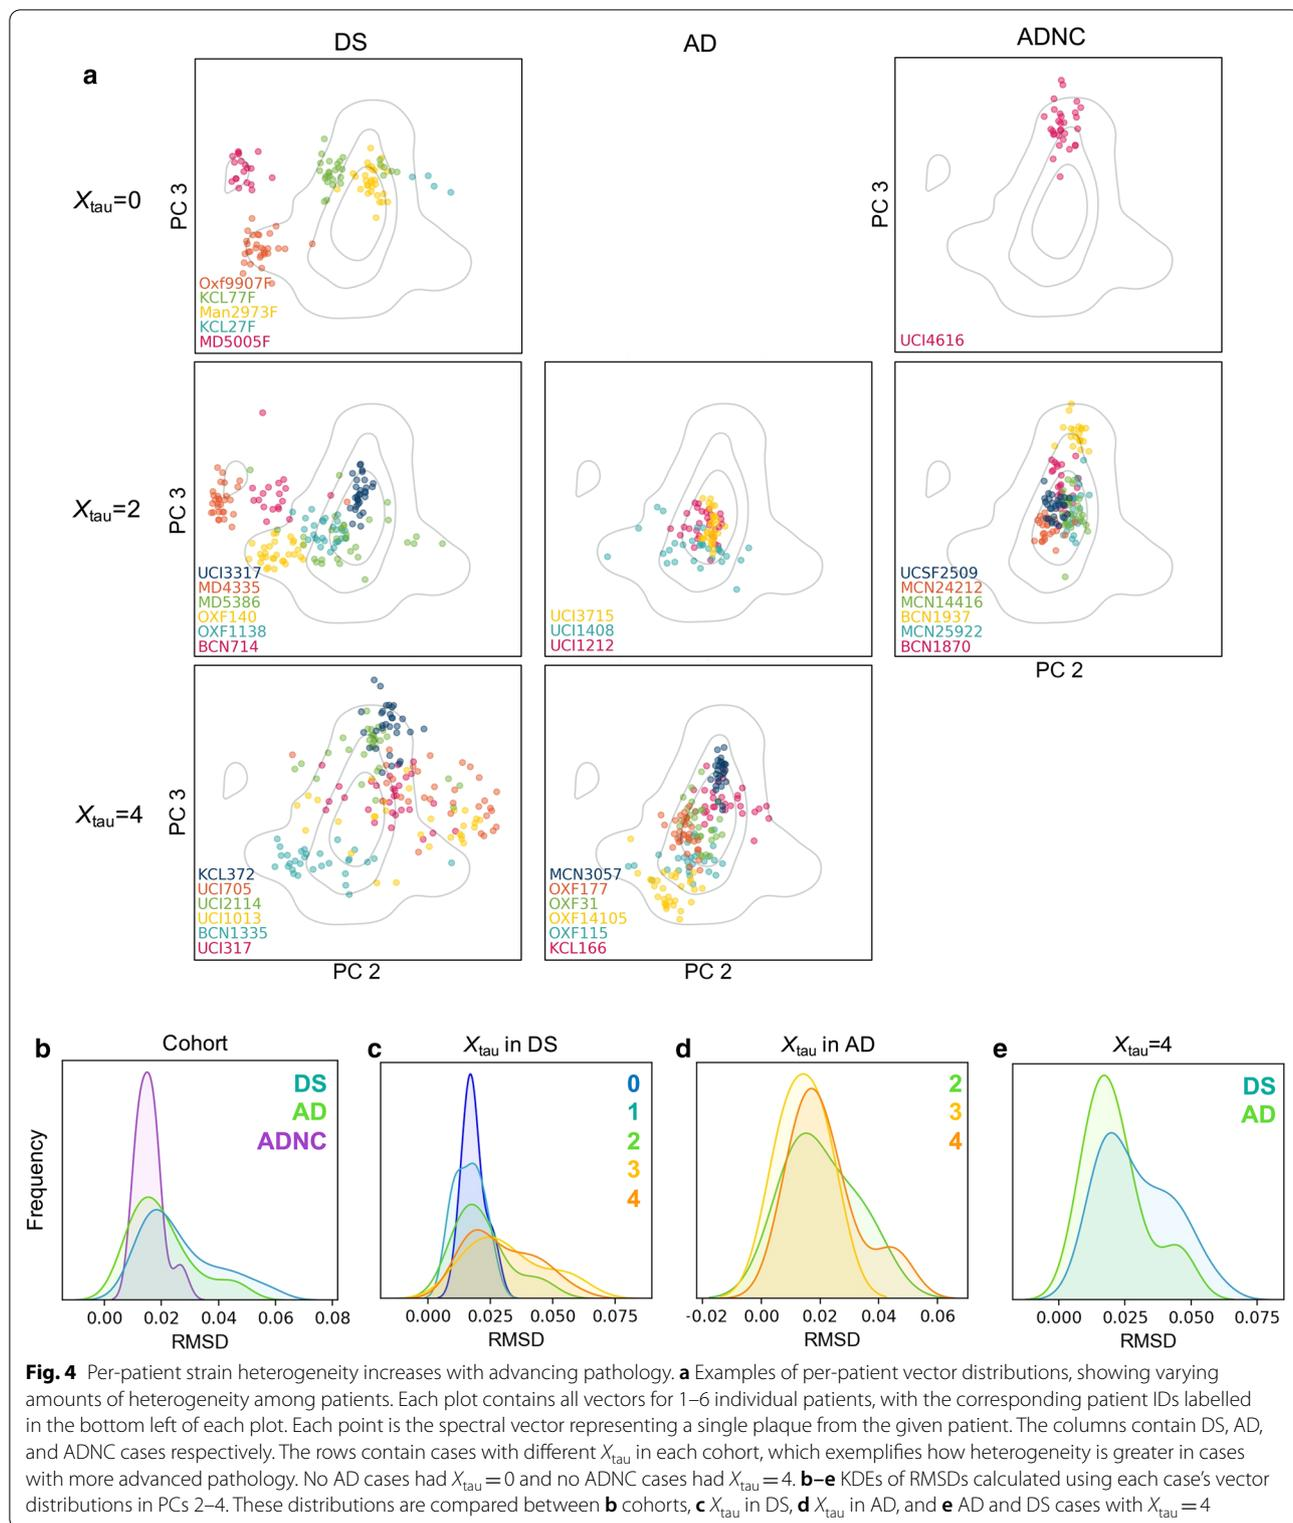 DS
AD
ADNC
a
Xtau=0
PC 3
Oxf9907F
KCL77F
Man2973F
KCL27F
MD5005F
PC 3
UCI4616
Xtau=2
PC 3
UCI3317
MD4335
MD5386
OXF140
OXF1138
BCN714
UCI3715
UCI1408
UCI1212
UCSF2509
MCN24212
MCN14416
BCN1937
MCN25922
BCN1870
PC 2
Xtau=4
PC 3
KCL372
UCI705
UCI2114
UCI1013
BCN1335
UCI317
PC 2
MCN3057
OXF177
OXF31
OXF14105
OXF115
KCL166
PC 2
b
Cohort
DS
AD
ADNC
Frequency
0.00 0.02 0.04 0.06 0.08
RMSD
c
Xtau in DS
0
1
2
3
4
0.000 0.025 0.050 0.075
RMSD
d
Xtau in AD
2
3
4
-0.02 0.00 0.02 0.04 0.06
RMSD
e
Xtau=4
DS
AD
0.000 0.025 0.050 0.075
RMSD
Fig. 4 Per-patient strain heterogeneity increases with advancing pathology. a Examples of per-patient vector distributions, showing varying
amounts of heterogeneity among patients. Each plot contains all vectors for 1–6 individual patients, with the corresponding patient IDs labelled
in the bottom left of each plot. Each point is the spectral vector representing a single plaque from the given patient. The columns contain DS, AD,
and ADNC cases respectively. The rows contain cases with different Xtau in each cohort, which exemplifies how heterogeneity is greater in cases
with more advanced pathology. No AD cases had Xtau = 0 and no ADNC cases had Xtau = 4. b–e KDEs of RMSDs calculated using each case's vector
distributions in PCs 2–4. These distributions are compared between b cohorts, c Xtau in DS, d Xtau in AD, and e AD and DS cases with Xtau = 4